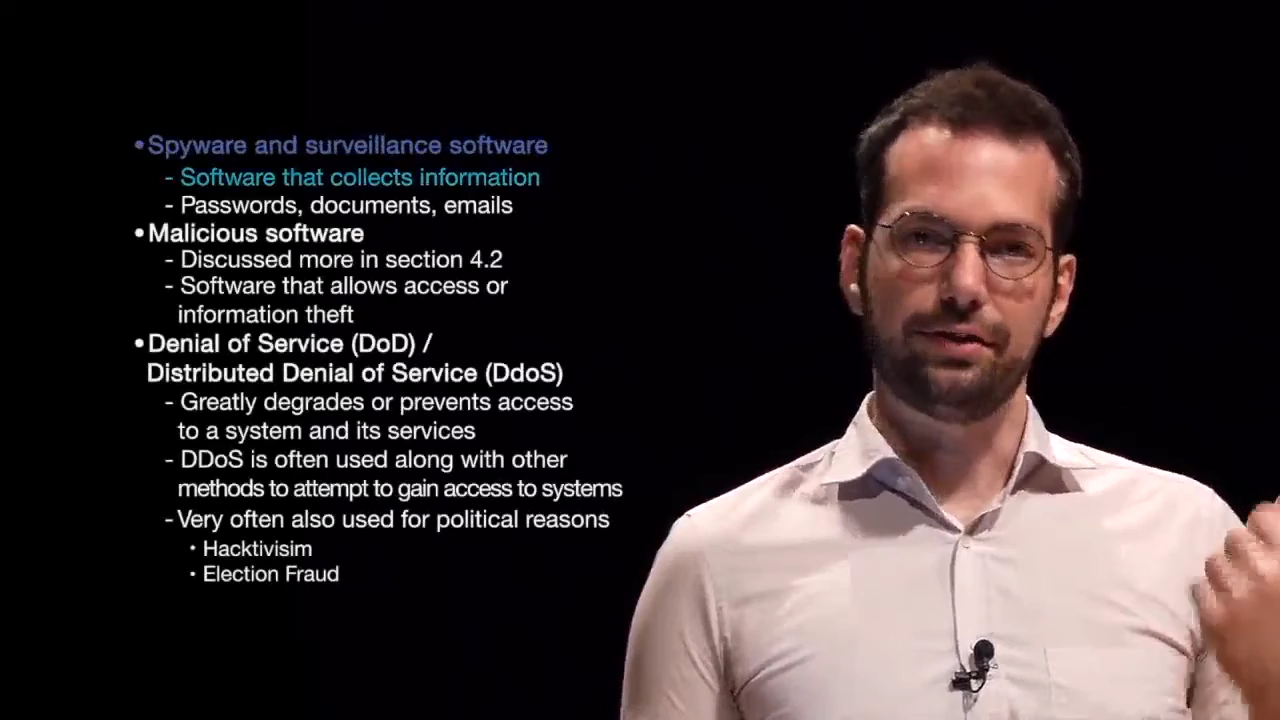 •Spyware and surveillance software
- Software that collects information
- Passwords, documents, emails
•Malicious software
- Discussed more in section 4.2
- Software that allows access or
information theft
•Denial of Service (DoD) /
Distributed Denial of Service (DdoS)
- Greatly degrades or prevents access
to a system and its services
- DDoS is often used along with other
methods to attempt to gain access to systems
- Very often also used for political reasons
• Hacktivisim
• Election Fraud